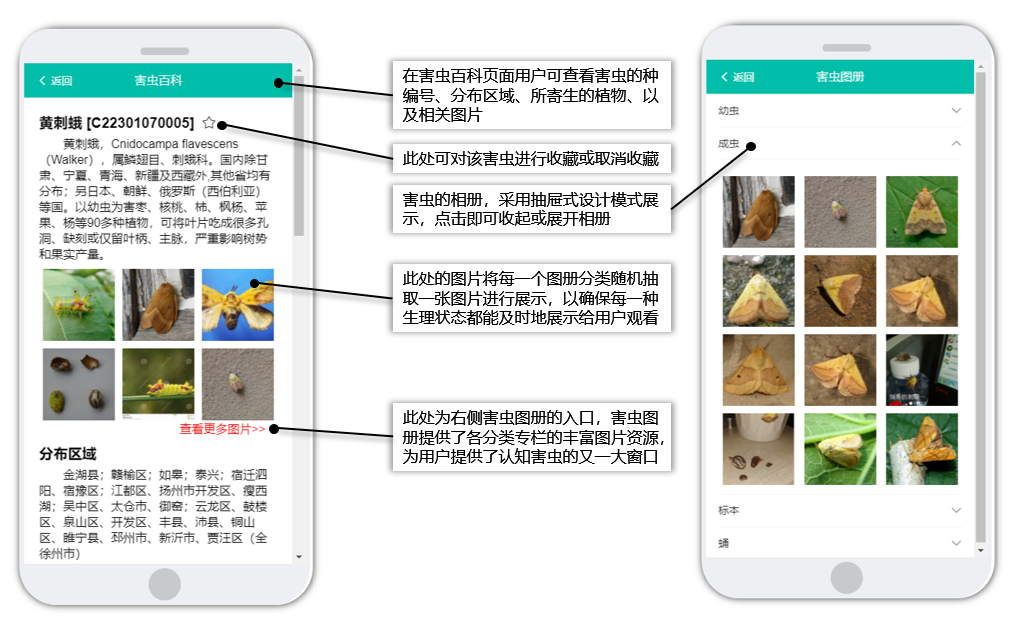 返回
害虫百科
黄刺蛾 [C22301070005]
黄刺蛾，Cnidocampa flavescens
（Walker），属鳞翅目、刺蛾科。国内除甘
肃、宁夏、青海、新疆及西藏外,其他省均有
分布；另日本、朝鲜、俄罗斯（西伯利亚）
等国。以幼虫为害枣、核桃、柿、枫杨、苹
果、杨等90多种植物，可将叶片吃成很多孔
洞、缺刻或仅留叶柄、主脉，严重影响树势
和果实产量。
查看更多图片>>
分布区域
金湖县；赣榆区；如皋；泰兴；宿迁泗
阳、宿豫区；江都区、扬州市开发区、瘦西
湖；吴中区、太仓市、御窑；云龙区、鼓楼
区、泉山区、开发区、丰县、沛县、铜山
区、睢宁县、邳州市、新沂市、贾汪区（全
徐州市）
在害虫百科页面用户可查看害虫的种
编号、分布区域、所寄生的植物、以
及相关图片
此处可对该害虫进行收藏或取消收藏
害虫的相册，采用抽屉式设计模式展
示，点击即可收起或展开相册
此处的图片将每一个图册分类随机抽
取一张图片进行展示，以确保每一种
生理状态都能及时地展示给用户观看
此处为右侧害虫图册的入口，害虫图
册提供了各分类专栏的丰富图片资源，
为用户提供了认知害虫的又一大窗口
返回
害虫图册
幼虫
成虫
标本
蛹